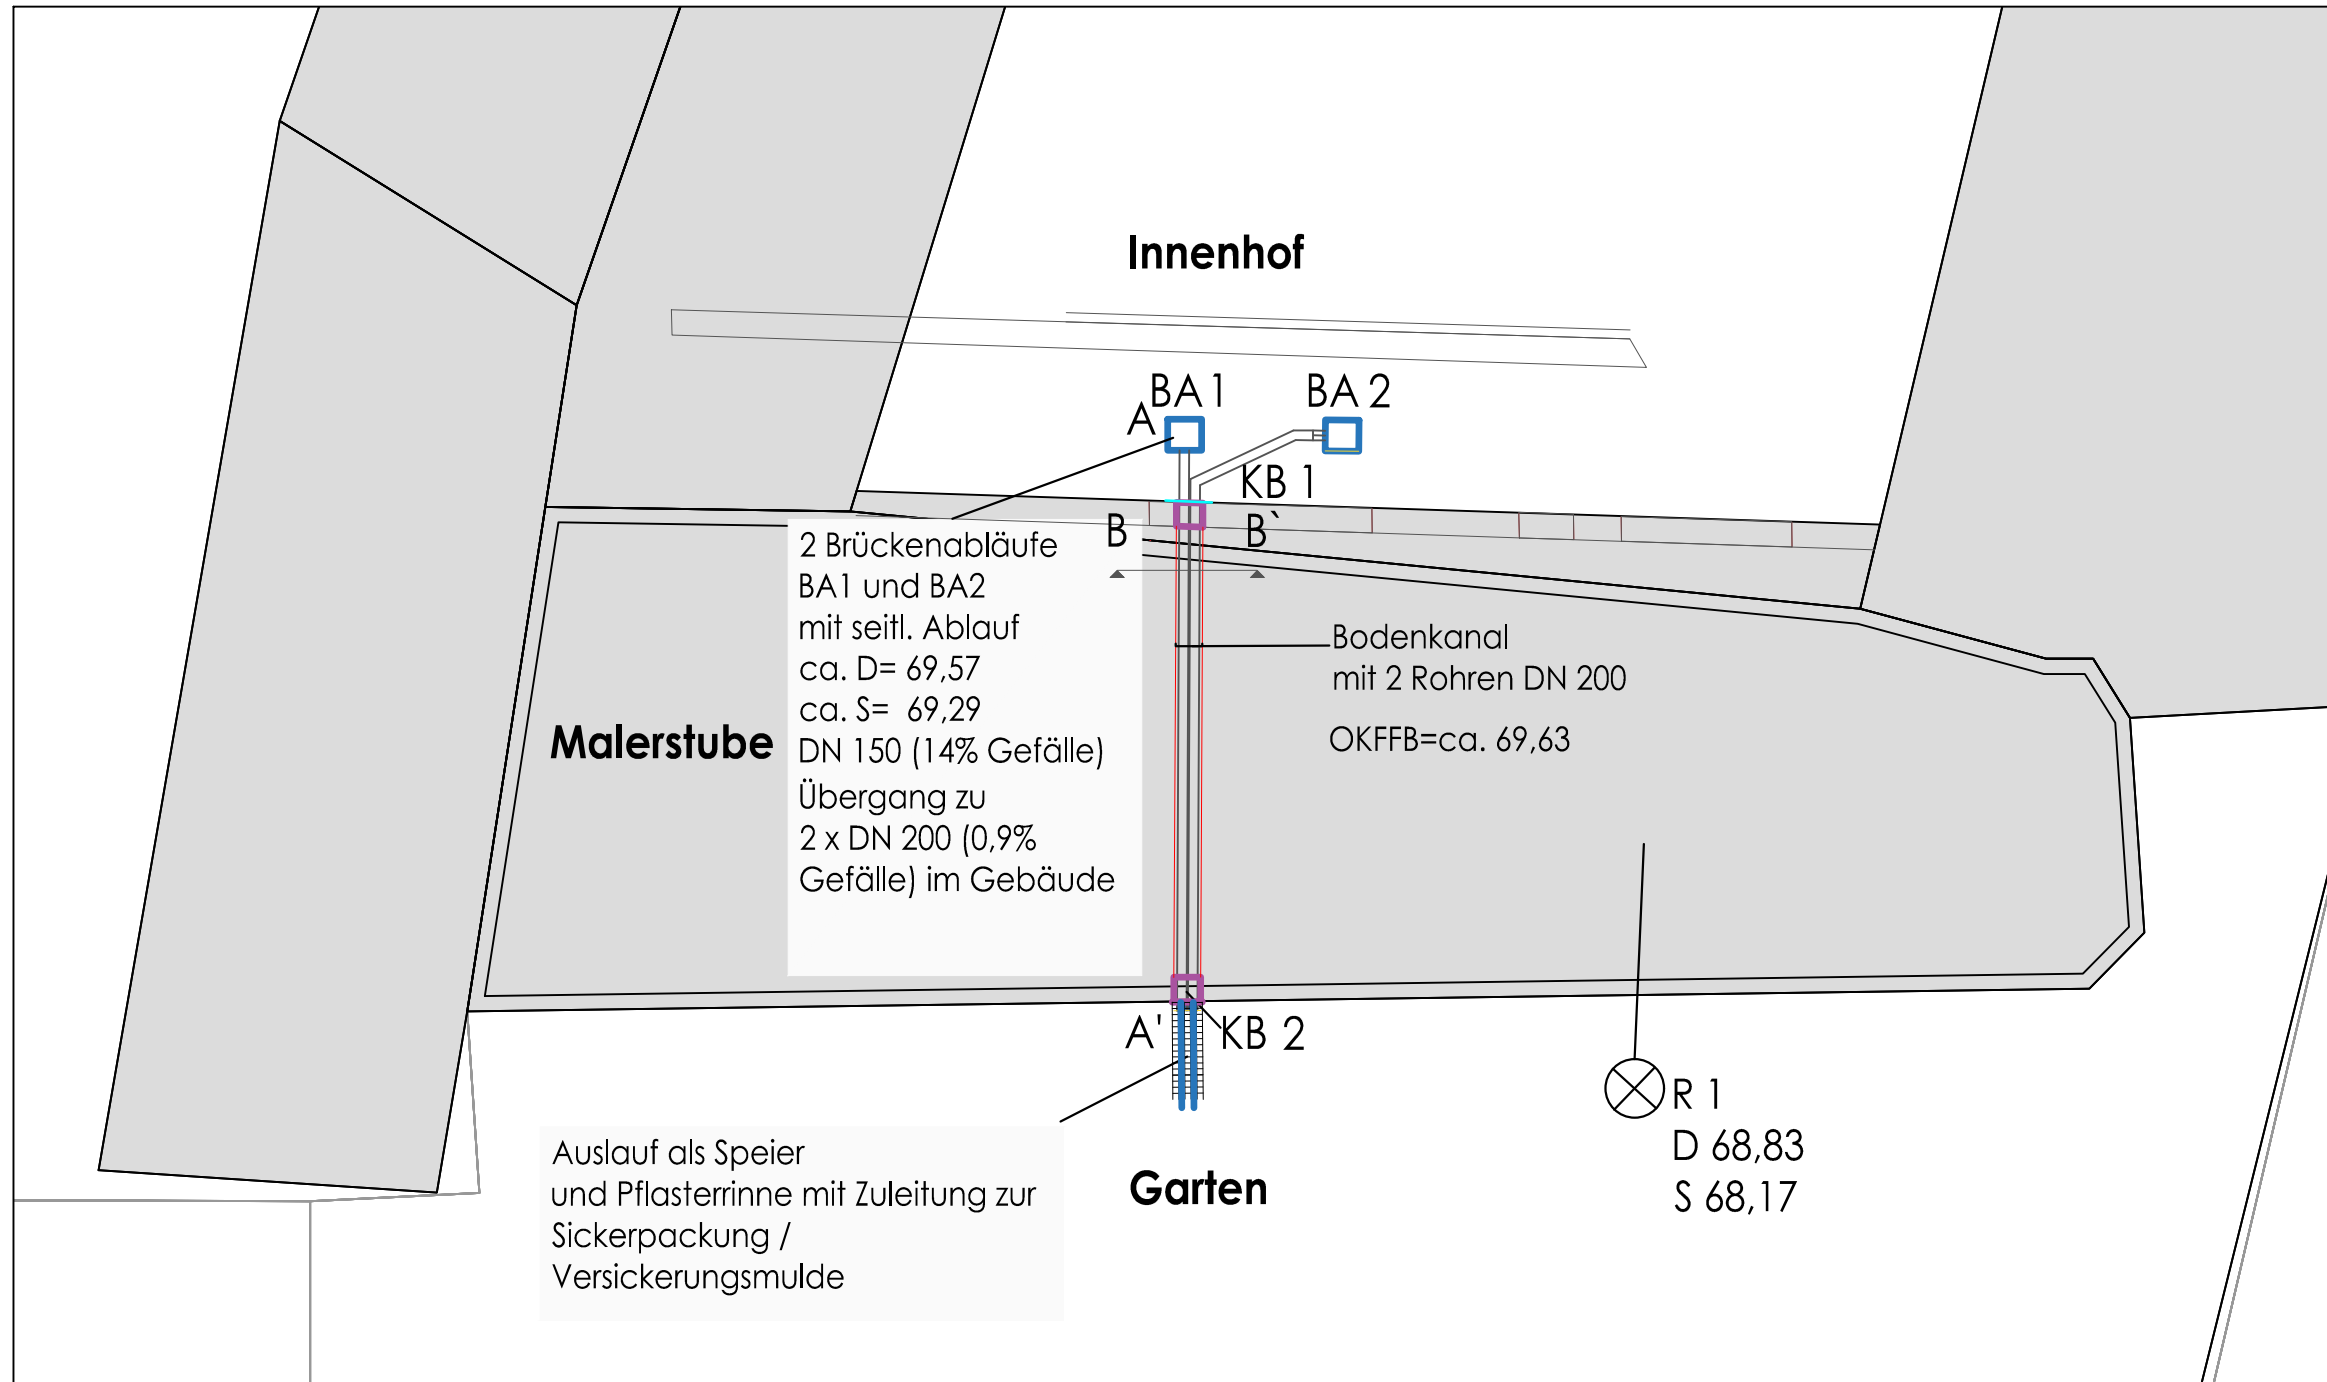 Innenhof
BA 1
BA 2
A
KB 1
B
B`
2 Brückenabläufe
BA1 und BA2
mit seitl. Ablauf
ca. D= 69,57
ca. S= 69,29
DN 150 (14% Gefälle)
Übergang zu
2 x DN 200 (0,9%
Gefälle) im Gebäude
Malerstube
Bodenkanal
mit 2 Rohren DN 200
OKFFB=ca. 69,63
A'
KB 2
R 1
D 68,83
S 68,17
Auslauf als Speier
und Pflasterrinne mit Zuleitung zur
Sickerpackung /
Versickerungsmulde
Garten